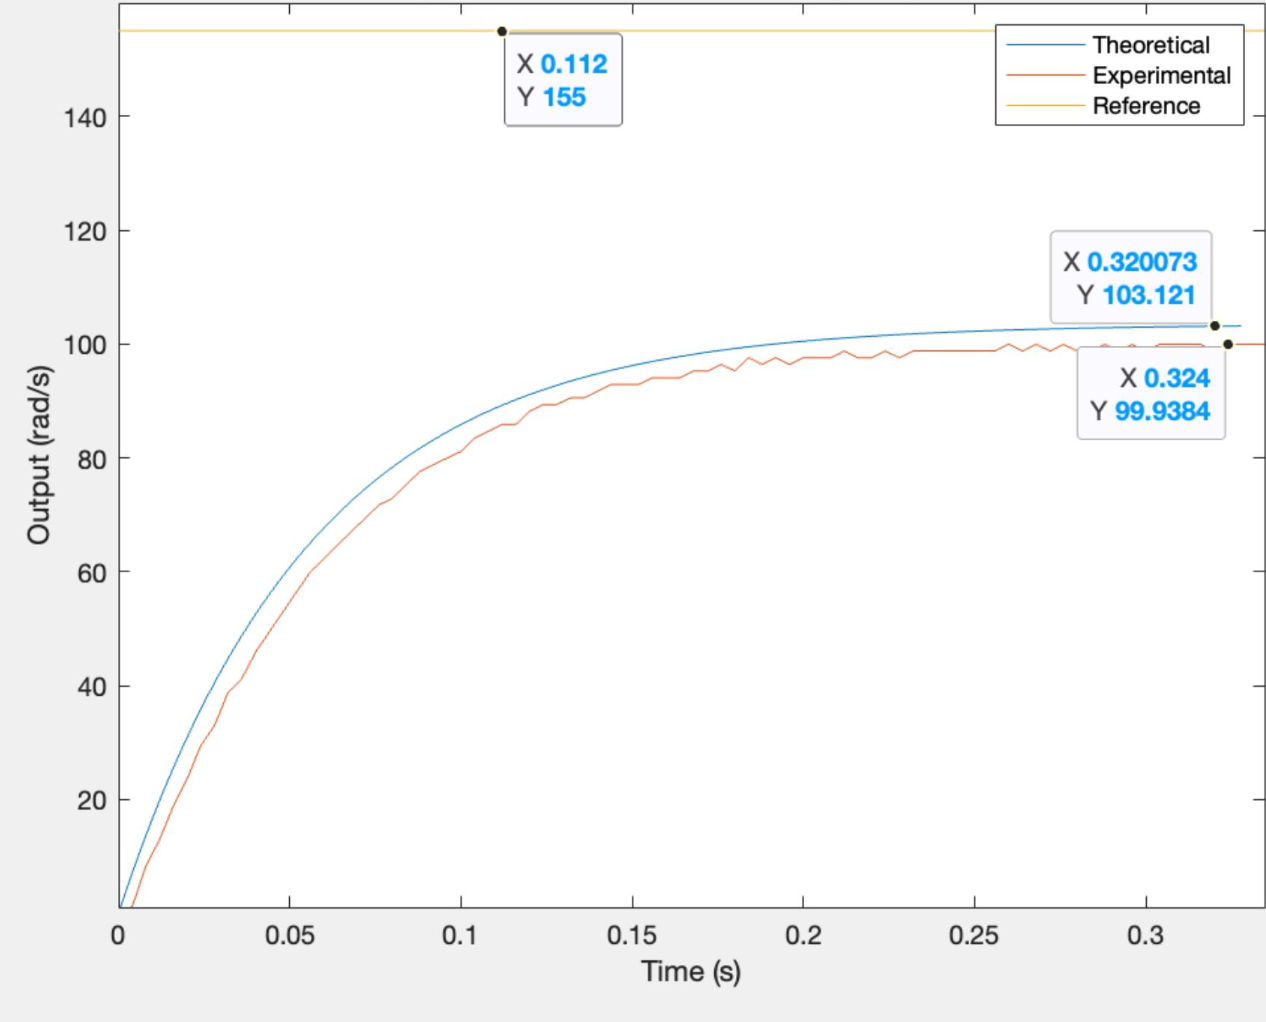 X 0.112
Y 155
Theoretical
Experimental
Reference
140
120
100
80
60
40
20
X 0.320073
Y 103.121
X 0.324
Y 99.9384
Output (rad/s)
0
0.05
0.1
0.15
0.2
0.25
0.3
Time (s)